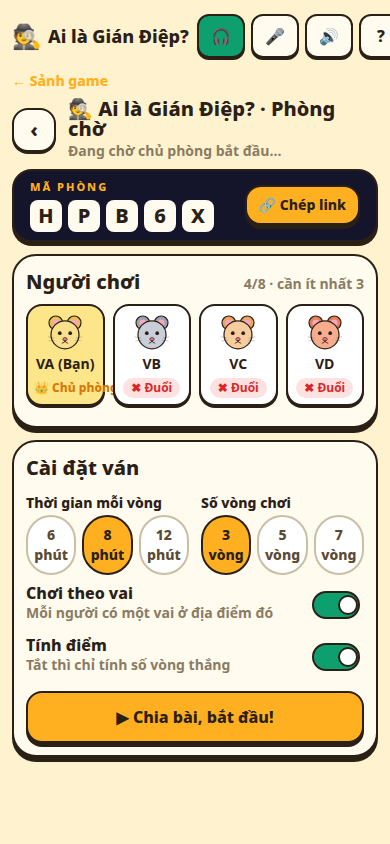 Ai là Gián Điệp?
?
← Sảnh game
‹
Ai là Gián Điệp? · Phòng
chờ
Đang chờ chủ phòng bắt đầu...
MÃ PHÒNG
H P B 6 X
Chép link
Người chơi
4/8 · cần ít nhất 3
VA (Bạn) VB VC VD
Chủ phòng ✖ Đuổi ✖ Đuổi ✖ Đuổi
Cài đặt ván
Thời gian mỗi vòng
6 phút
8 phút
12 phút
Số vòng chơi
3 vòng
5 vòng
7 vòng
Chơi theo vai
Mỗi người có một vai ở địa điểm đó
Tính điểm
Tắt thì chỉ tính số vòng thắng
▶ Chia bài, bắt đầu!